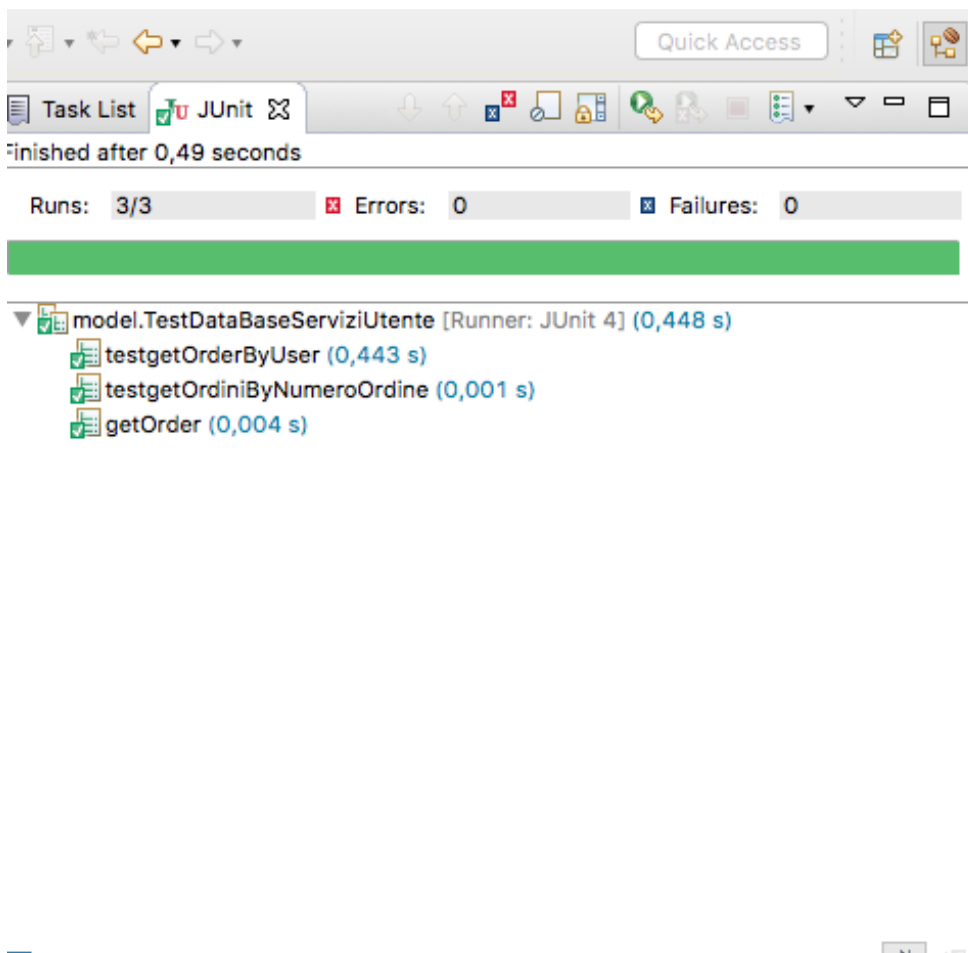 Quick Access
Task List JUnit
Finished after 0,49 seconds
Runs: 3/3 Errors: 0 Failures: 0
model.TestDataBaseServiziUtente [Runner: JUnit 4] (0,448 s)
testgetOrderByUser (0,443 s)
testgetOrdiniByNumeroOrdine (0,001 s)
getOrder (0,004 s)